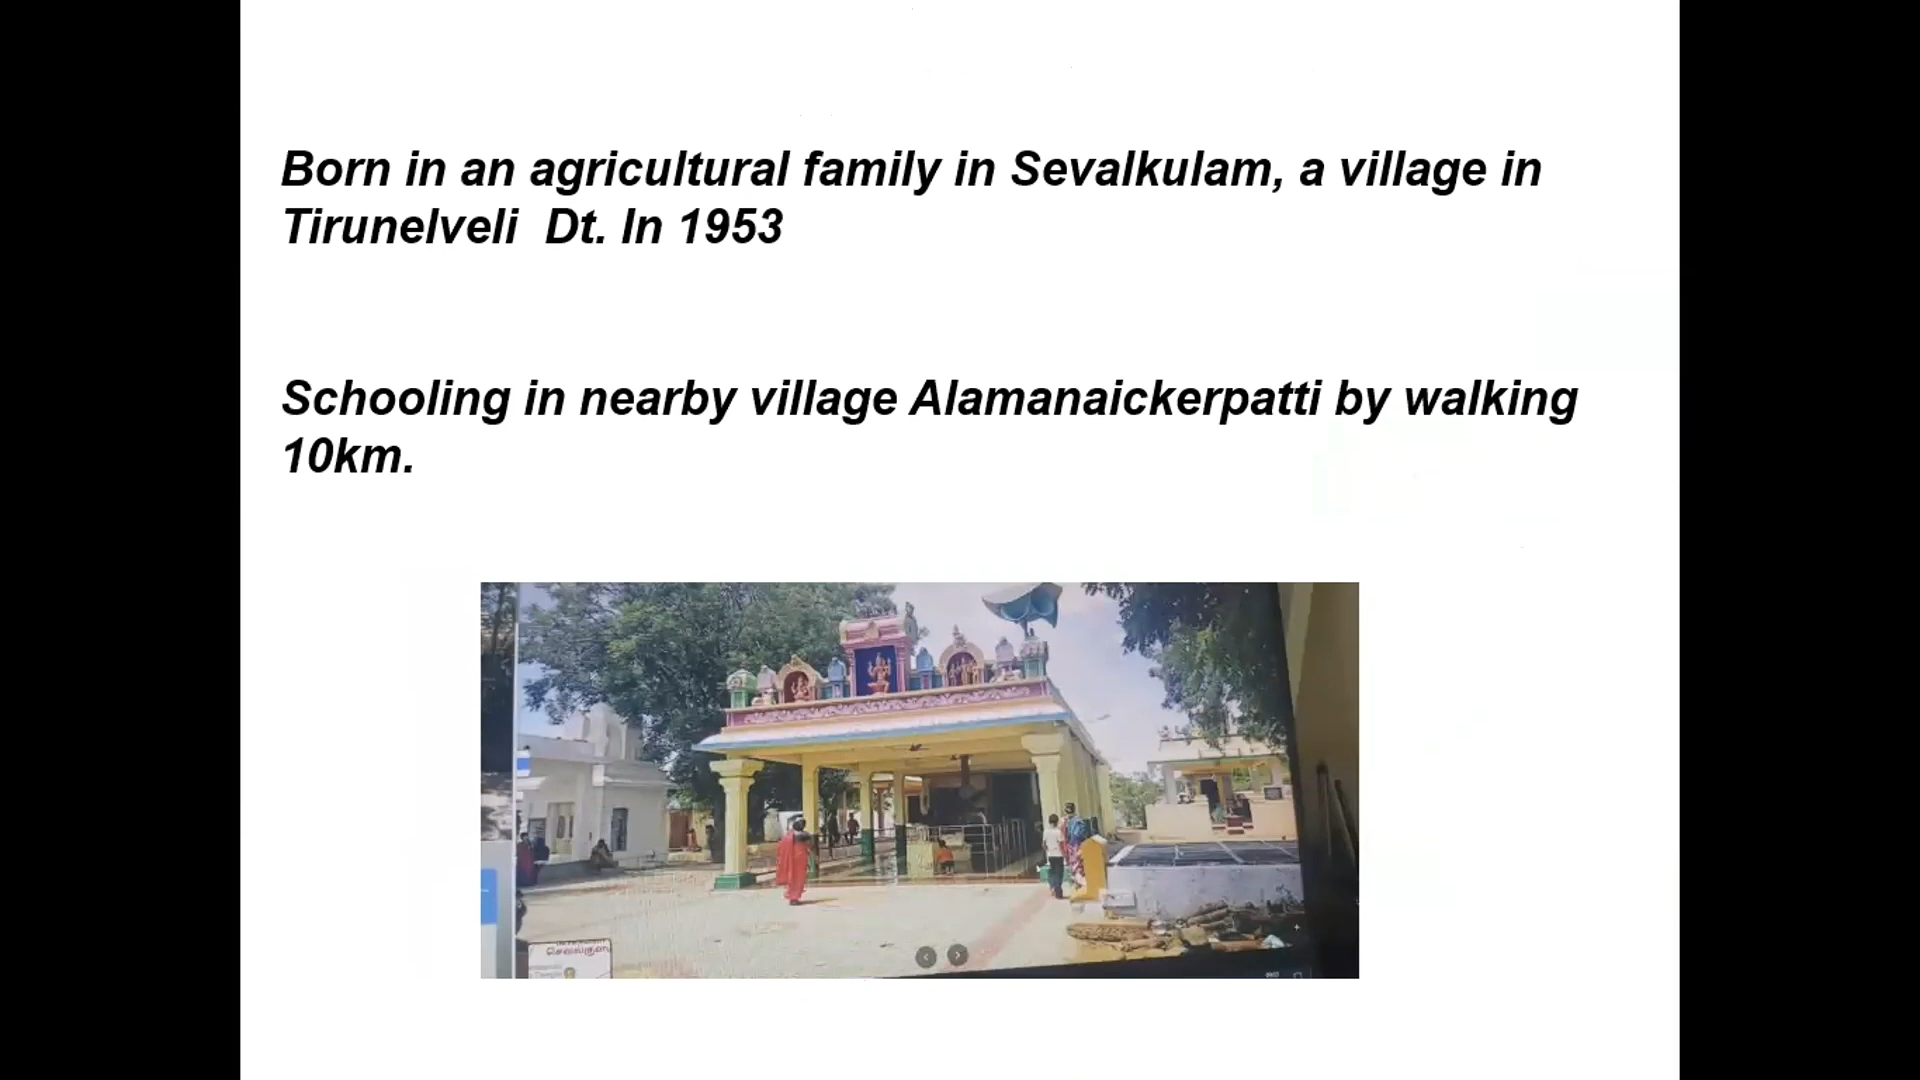 Born in an agricultural family in Sevalkulam, a village in
Tirunelveli  Dt. In 1953
Schooling in nearby village Alamanaickerpatti by walking
10km.